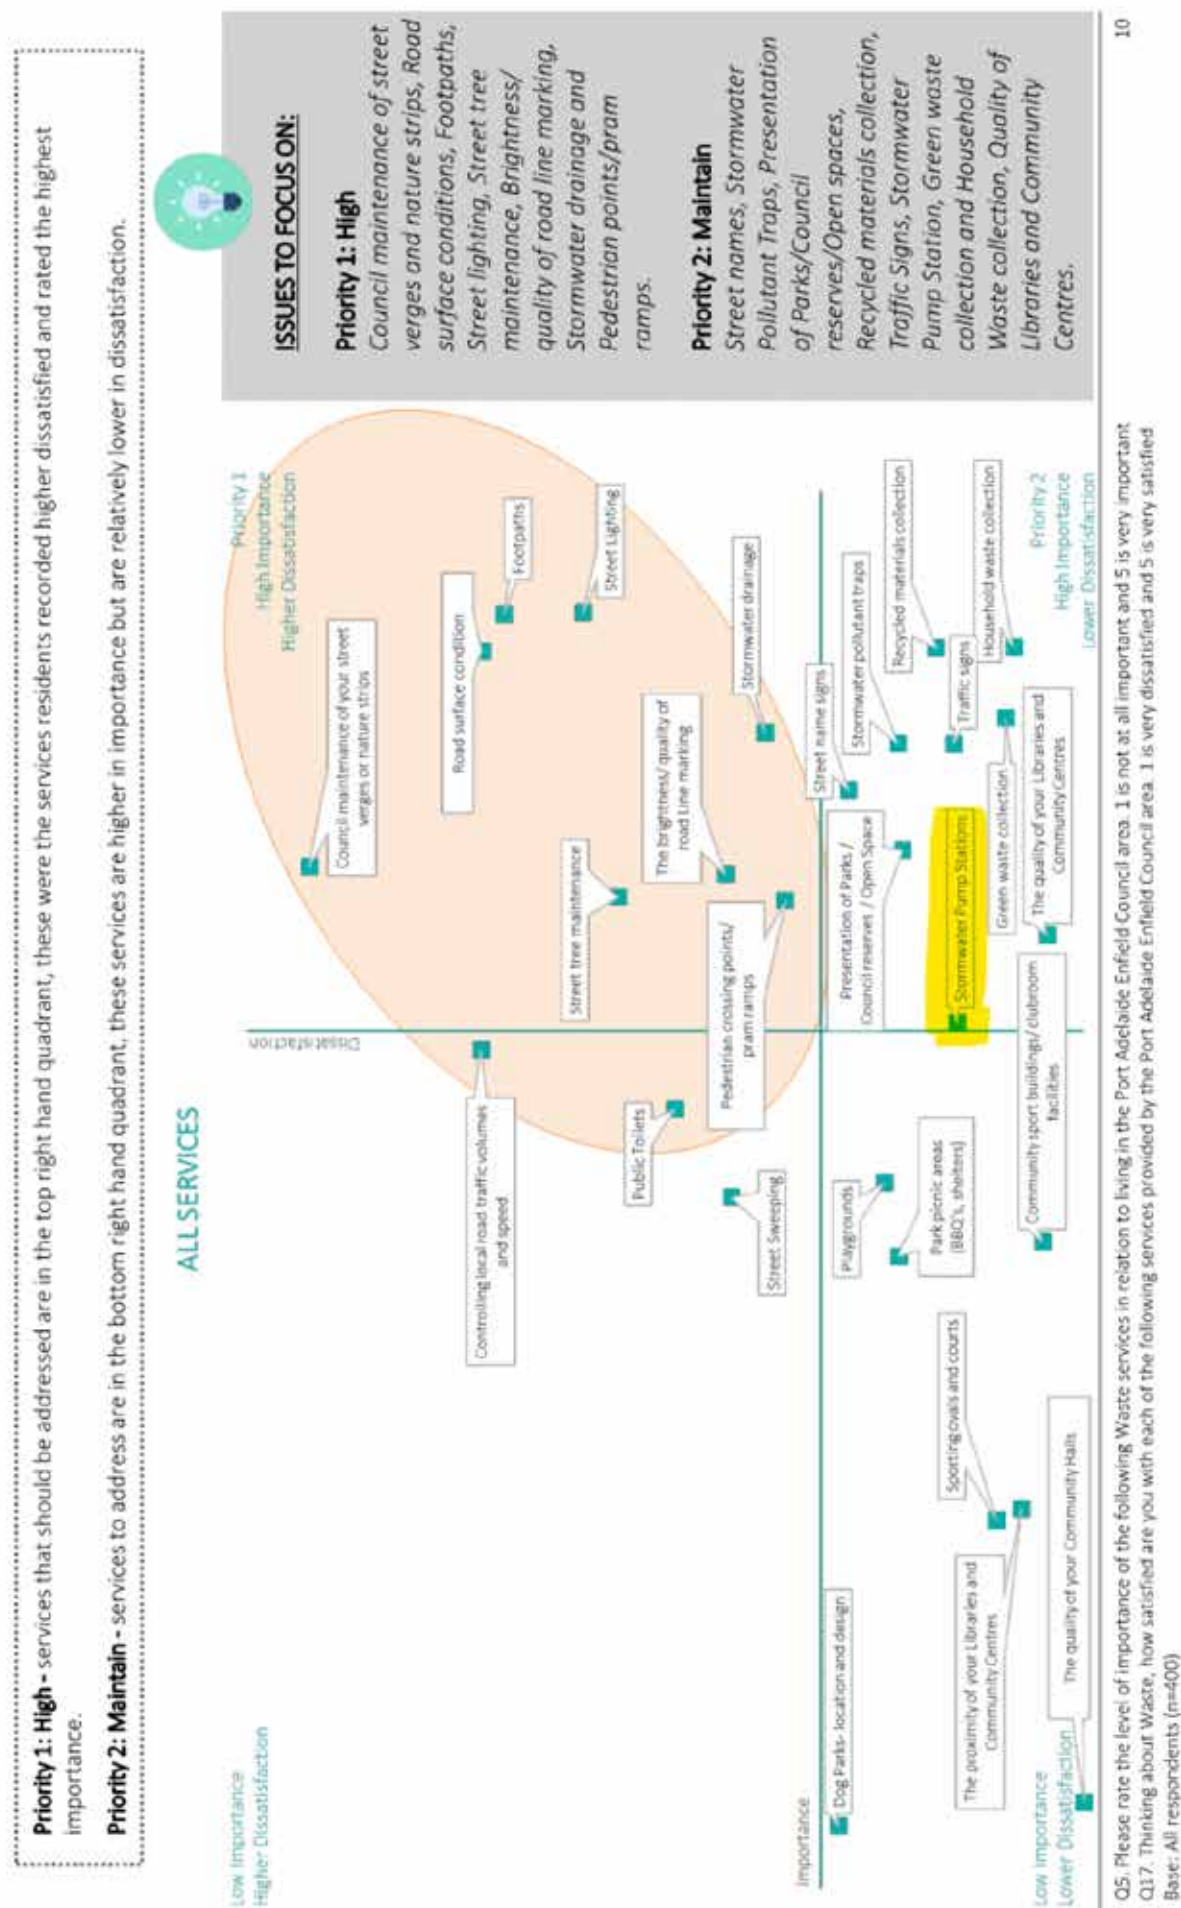 Priority 1: High - services that should be addressed are in the top right hand quadrant, these were the services residents recorded higher dissatisfied and rated the highest
importance.
Priority 2: Maintain - services to address are in the bottom right hand quadrant, these services are higher in importance but are relatively lower in dissatisfaction.
ALL SERVICES
Low Importance
Higher Dissatisfaction
Priority 1
High Importance
Higher Dissatisfaction
Dissatisfaction
Council maintenance of your street
verges or nature strips
Controlling local road traffic volumes
and speed
Road surface condition
Footpaths
Street Lighting
Street tree maintenance
Public Toilets
The brightness/ quality of
road Line marking
Street Sweeping
Stormwater drainage
Pedestrian crossing points/
pram ramps
Importance
Dog Parks- location and design
Street name signs
Playgrounds
Presentation of Parks /
Council reserves / Open Space
Stormwater pollutant traps
Park picnic areas
(BBQ's, shelters)
Recycled materials collection
Stormwater Pump Stations
Traffic signs
Sporting ovals and courts
Household waste collection
Green waste collection
The proximity of your Libraries and
Community Centres
Community sport buildings/ clubroom
facilities
The quality of your Libraries and
Community Centres
The quality of your Community Halls
Low Importance
Lower Dissatisfaction
Priority 2
High Importance
Lower Dissatisfaction
ISSUES TO FOCUS ON:
Priority 1: High
Council maintenance of street
verges and nature strips, Road
surface conditions, Footpaths,
Street lighting, Street tree
maintenance, Brightness/
quality of road line marking,
Stormwater drainage and
Pedestrian points/pram
ramps.
Priority 2: Maintain
Street names, Stormwater
Pollutant Traps, Presentation
of Parks/Council
reserves/Open spaces,
Recycled materials collection,
Traffic Signs, Stormwater
Pump Station, Green waste
collection and Household
Waste collection, Quality of
Libraries and Community
Centres.
Q5. Please rate the level of importance of the following Waste services in relation to living in the Port Adelaide Enfield Council area. 1 is not at all important and 5 is very important
Q17. Thinking about Waste, how satisfied are you with each of the following services provided by the Port Adelaide Enfield Council area. 1 is very dissatisfied and 5 is very satisfied
Base: All respondents (n=400)
10